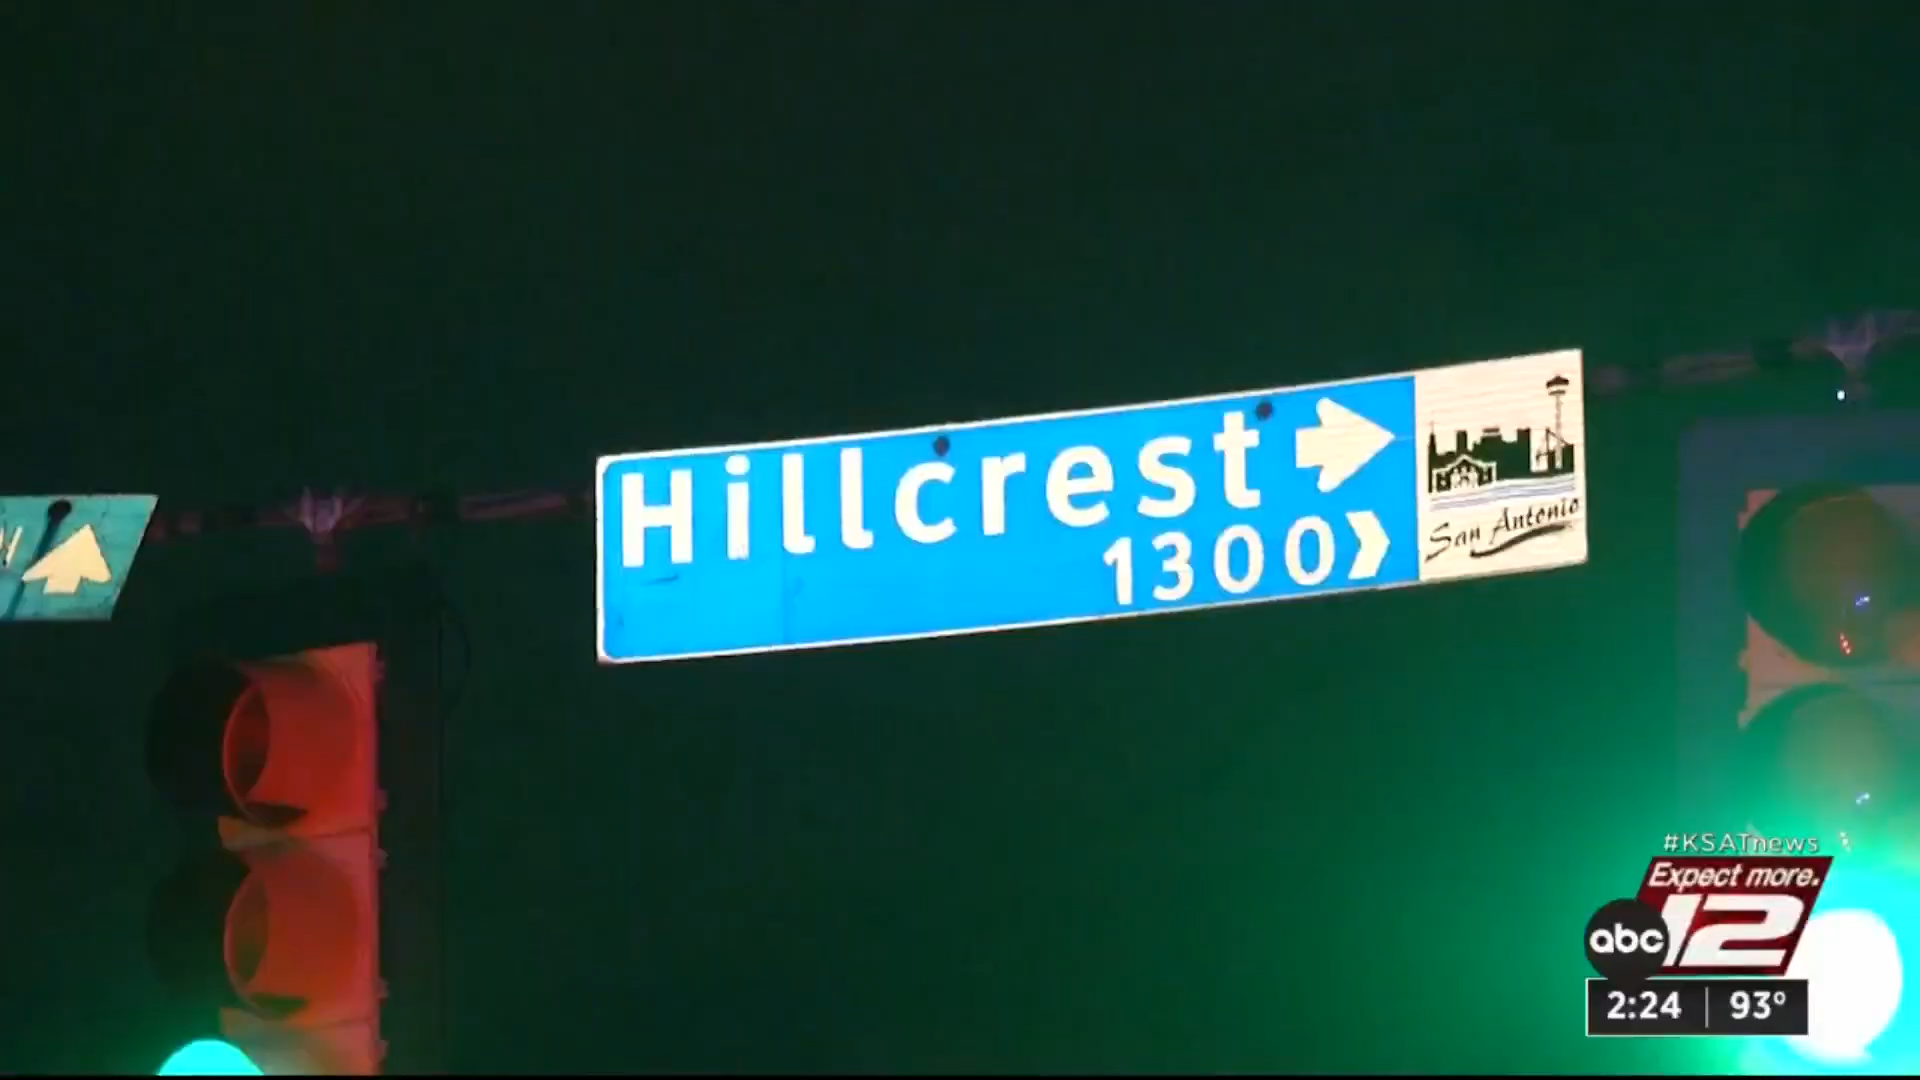 Hillcrest
1300
San Antonio
#KSATnews
Expect more.
abc 12
2:24 | 93°